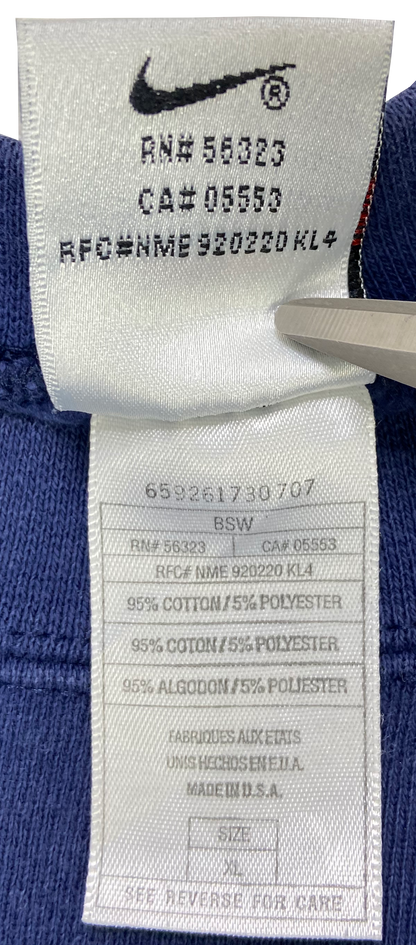 ®
RN# 56323
CA# 05553
RFC#NME 920220 KL4
659261730707
BSW
RN# 56323 CA# 05553
RFC# NME 920220 KL4
95% COTTON/5% POLYESTER
95% COTON/5% POLYESTER
95% ALGODON/5% POLIESTER
FABRIQUES AUX ETATS
UNIS HECHOS EN E.U.A.
MADE IN U.S.A.
SIZE
XL
SEE REVERSE FOR CARE